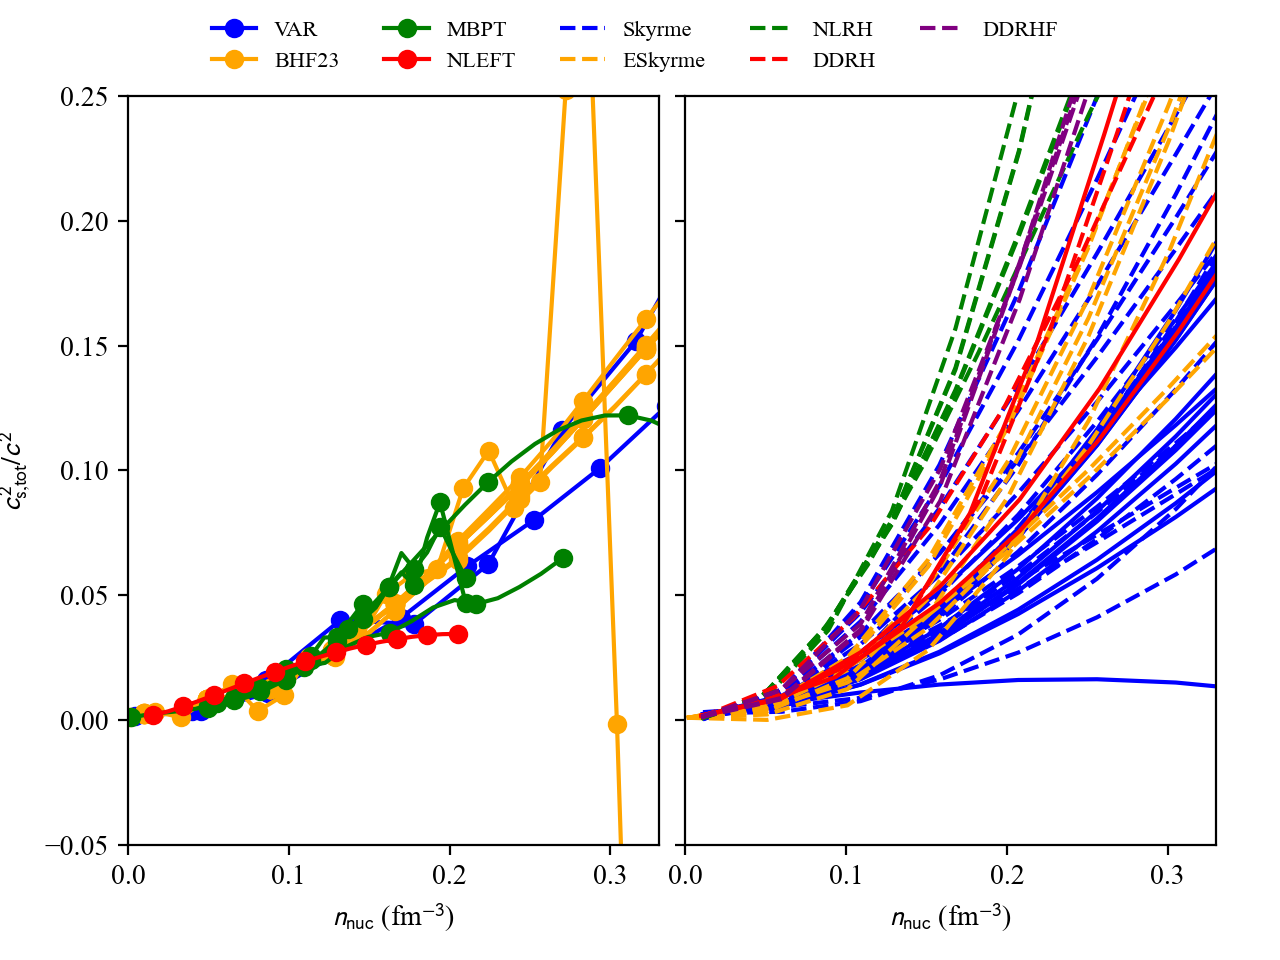 VAR MBPT Skyrme NLRH DDRHF
BHF23 NLEFT ESkyrme DDRH
0.25
0.20
0.15
0.10
0.05
0.00
−0.05
c²s,tot/c²
0.0 0.1 0.2 0.3 0.0 0.1 0.2 0.3
nnuc (fm⁻³) nnuc (fm⁻³)